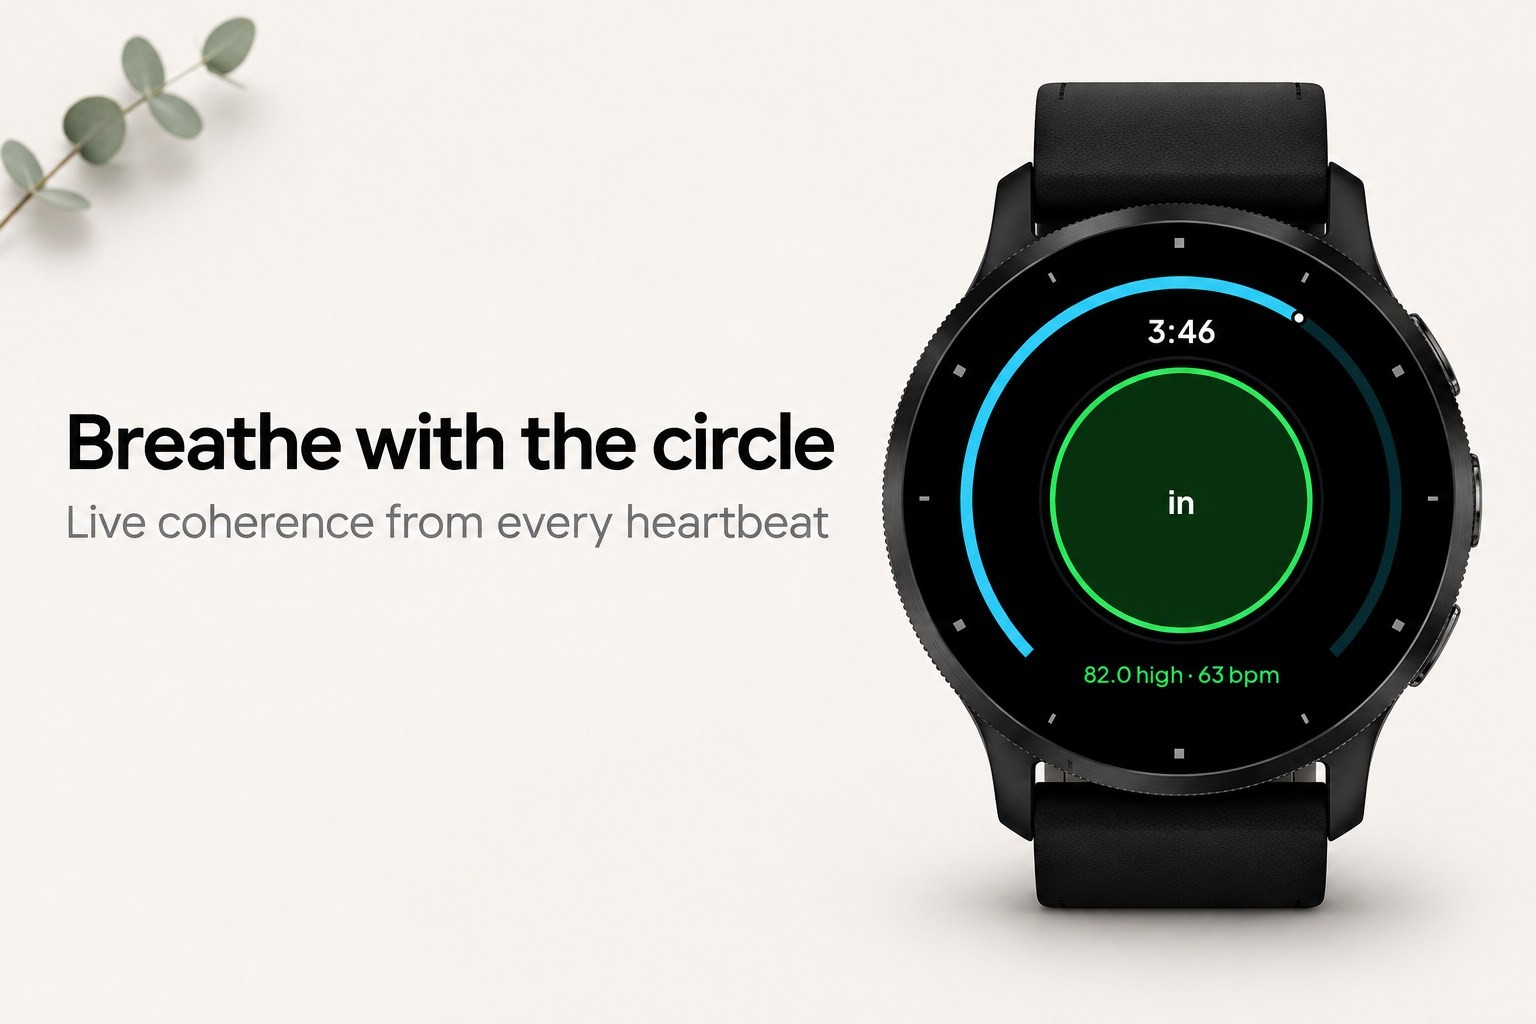 Breathe with the circle
Live coherence from every heartbeat
3:46
in
82.0 high · 63 bpm